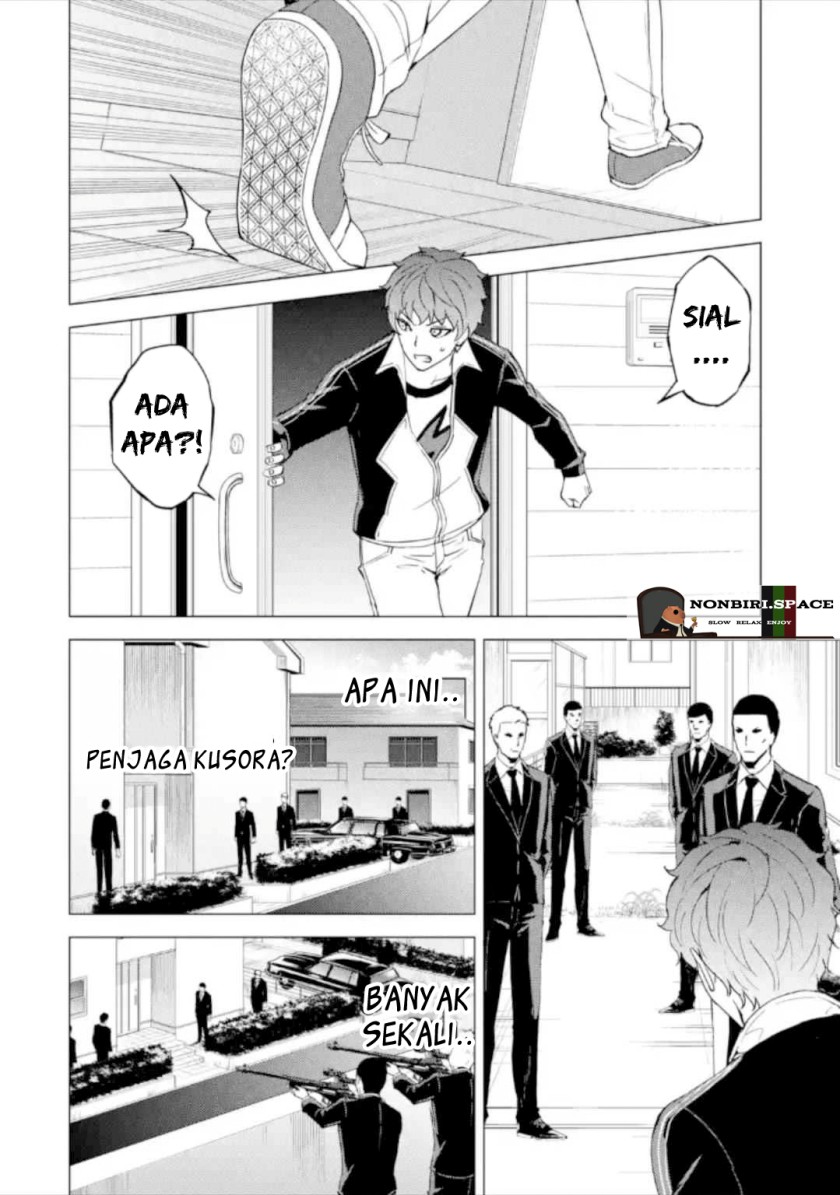 SIAL
....
ADA
APA?!
NONBIRI.SPACE
SLOW RELAX ENJOY
APA INI..
PENJAGA KUSORA?
BANYAK
SEKALI..